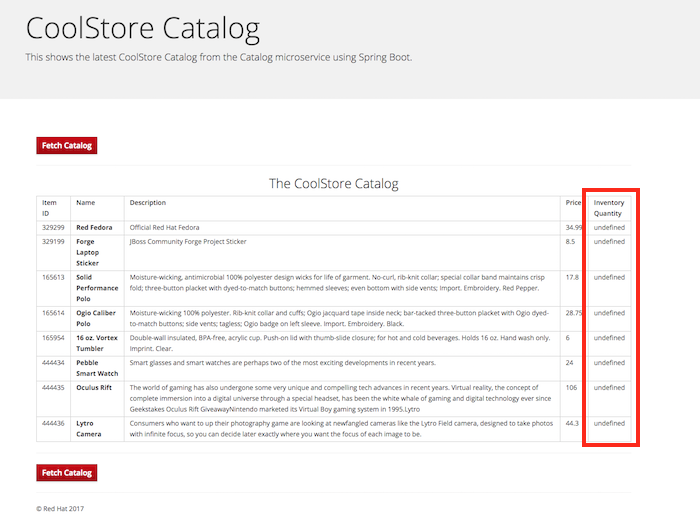 CoolStore Catalog
This shows the latest CoolStore Catalog from the Catalog microservice using Spring Boot.
Fetch Catalog
The CoolStore Catalog
Item ID Name Description Price Inventory Quantity
329299 Red Fedora Official Red Hat Fedora 34.99 undefined
329199 Forge Laptop Sticker JBoss Community Forge Project Sticker 8.5 undefined
165613 Solid Performance Polo Moisture-wicking, antimicrobial 100% polyester design wicks for life of garment. No-curl, rib-knit collar; special collar band maintains crisp fold; three-button placket with dyed-to-match buttons; hemmed sleeves; even bottom with side vents; Import. Embroidery. Red Pepper. 17.8 undefined
165614 Ogio Caliber Polo Moisture-wicking 100% polyester. Rib-knit collar and cuffs; Ogio jacquard tape inside neck; bar-tacked three-button placket with Ogio dyed-to-match buttons; side vents; tagless; Ogio badge on left sleeve. Import. Embroidery. Black. 28.75 undefined
165954 16 oz. Vortex Tumbler Double-wall insulated, BPA-free, acrylic cup. Push-on lid with thumb-slide closure; for hot and cold beverages. Holds 16 oz. Hand wash only. Imprint. Clear. 6 undefined
444434 Pebble Smart Watch Smart glasses and smart watches are perhaps two of the most exciting developments in recent years. 24 undefined
444435 Oculus Rift The world of gaming has also undergone some very unique and compelling tech advances in recent years. Virtual reality, the concept of complete immersion into a digital universe through a special headset, has been the white whale of gaming and digital technology ever since Geekstakes Oculus Rift GiveawayNintendo marketed its Virtual Boy gaming system in 1995.Lytro 106 undefined
444436 Lytro Camera Consumers who want to up their photography game are looking at newfangled cameras like the Lytro Field camera, designed to take photos with infinite focus, so you can decide later exactly where you want the focus of each image to be. 44.3 undefined
Fetch Catalog
© Red Hat 2017